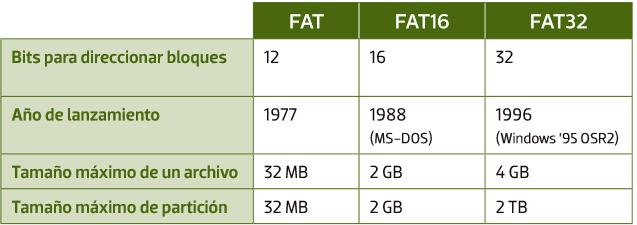 FAT FAT16 FAT32
Bits para direccionar bloques 12 16 32
Año de lanzamiento 1977 1988 1996
(MS-DOS) (Windows '95 OSR2)
Tamaño máximo de un archivo 32 MB 2 GB 4 GB
Tamaño máximo de partición 32 MB 2 GB 2 TB